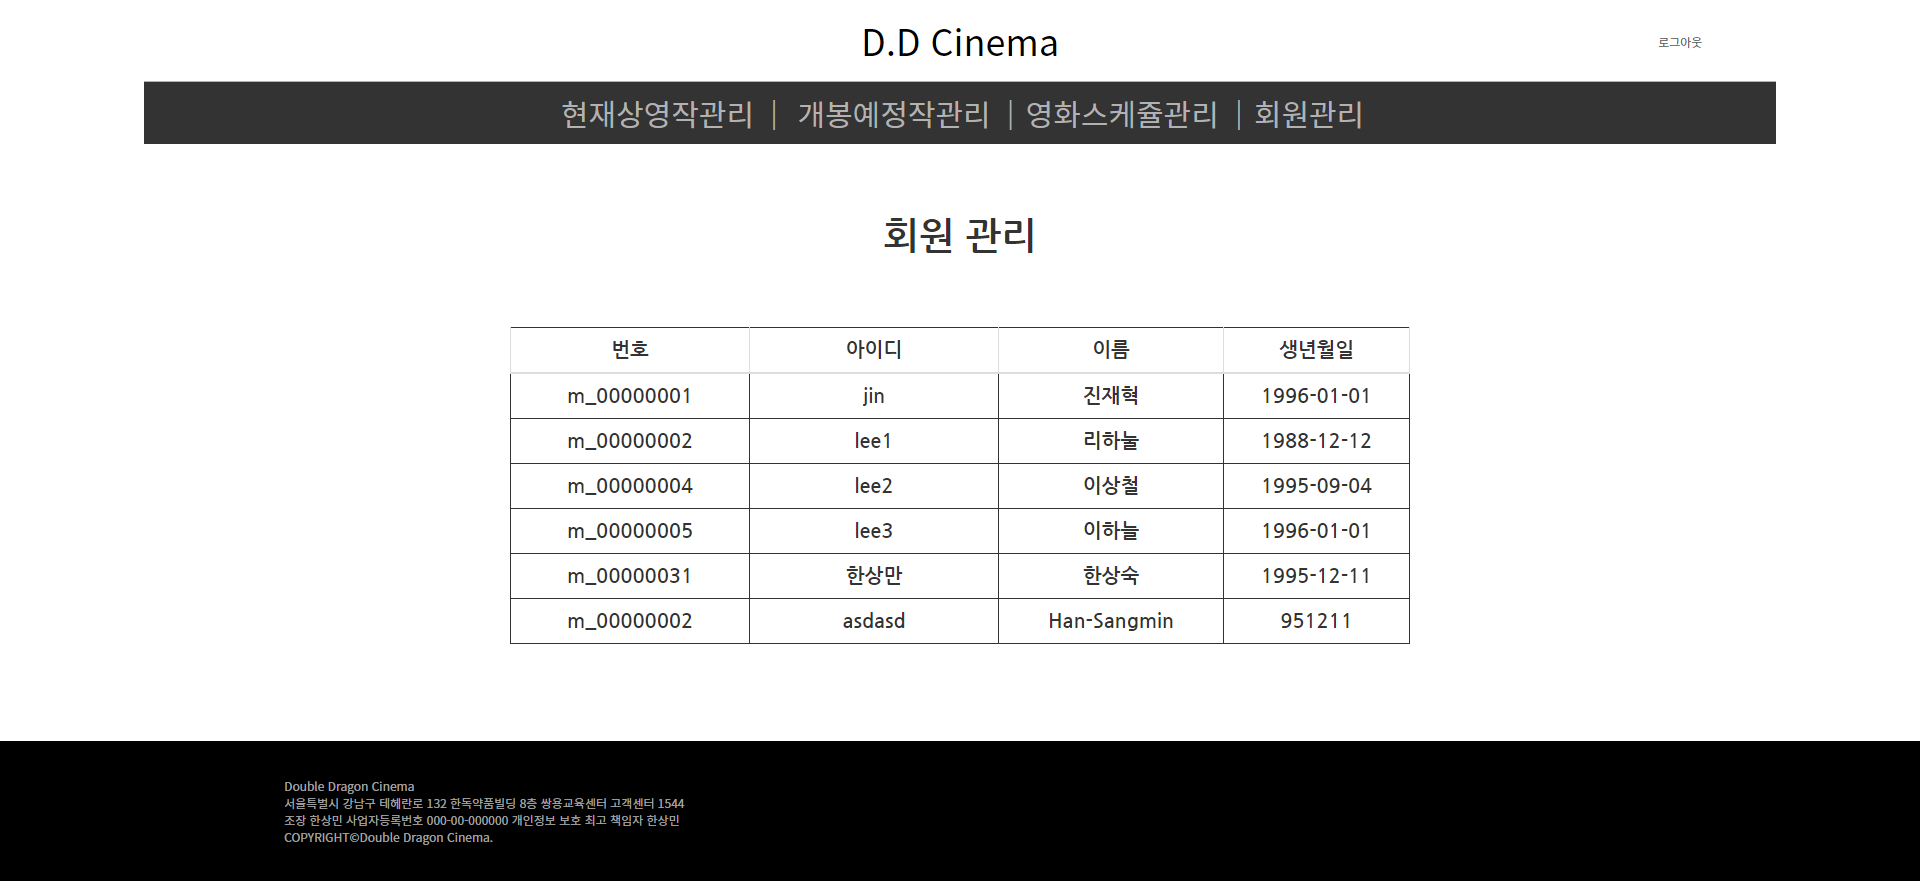 D.D Cinema
로그아웃
현재상영작관리 | 개봉예정작관리 | 영화스케쥴관리 | 회원관리
회원 관리
번호 아이디 이름 생년월일
m_00000001 jin 진재혁 1996-01-01
m_00000002 lee1 리하눌 1988-12-12
m_00000004 lee2 이상철 1995-09-04
m_00000005 lee3 이하늘 1996-01-01
m_00000031 한상만 한상숙 1995-12-11
m_00000002 asdasd Han-Sangmin 951211
Double Dragon Cinema
서울특별시 강남구 테헤란로 132 한독약품빌딩 8층 쌍용교육센터 고객센터 1544
조장 한상민 사업자등록번호 000-00-000000 개인정보 보호 최고 책임자 한상민
COPYRIGHT©Double Dragon Cinema.